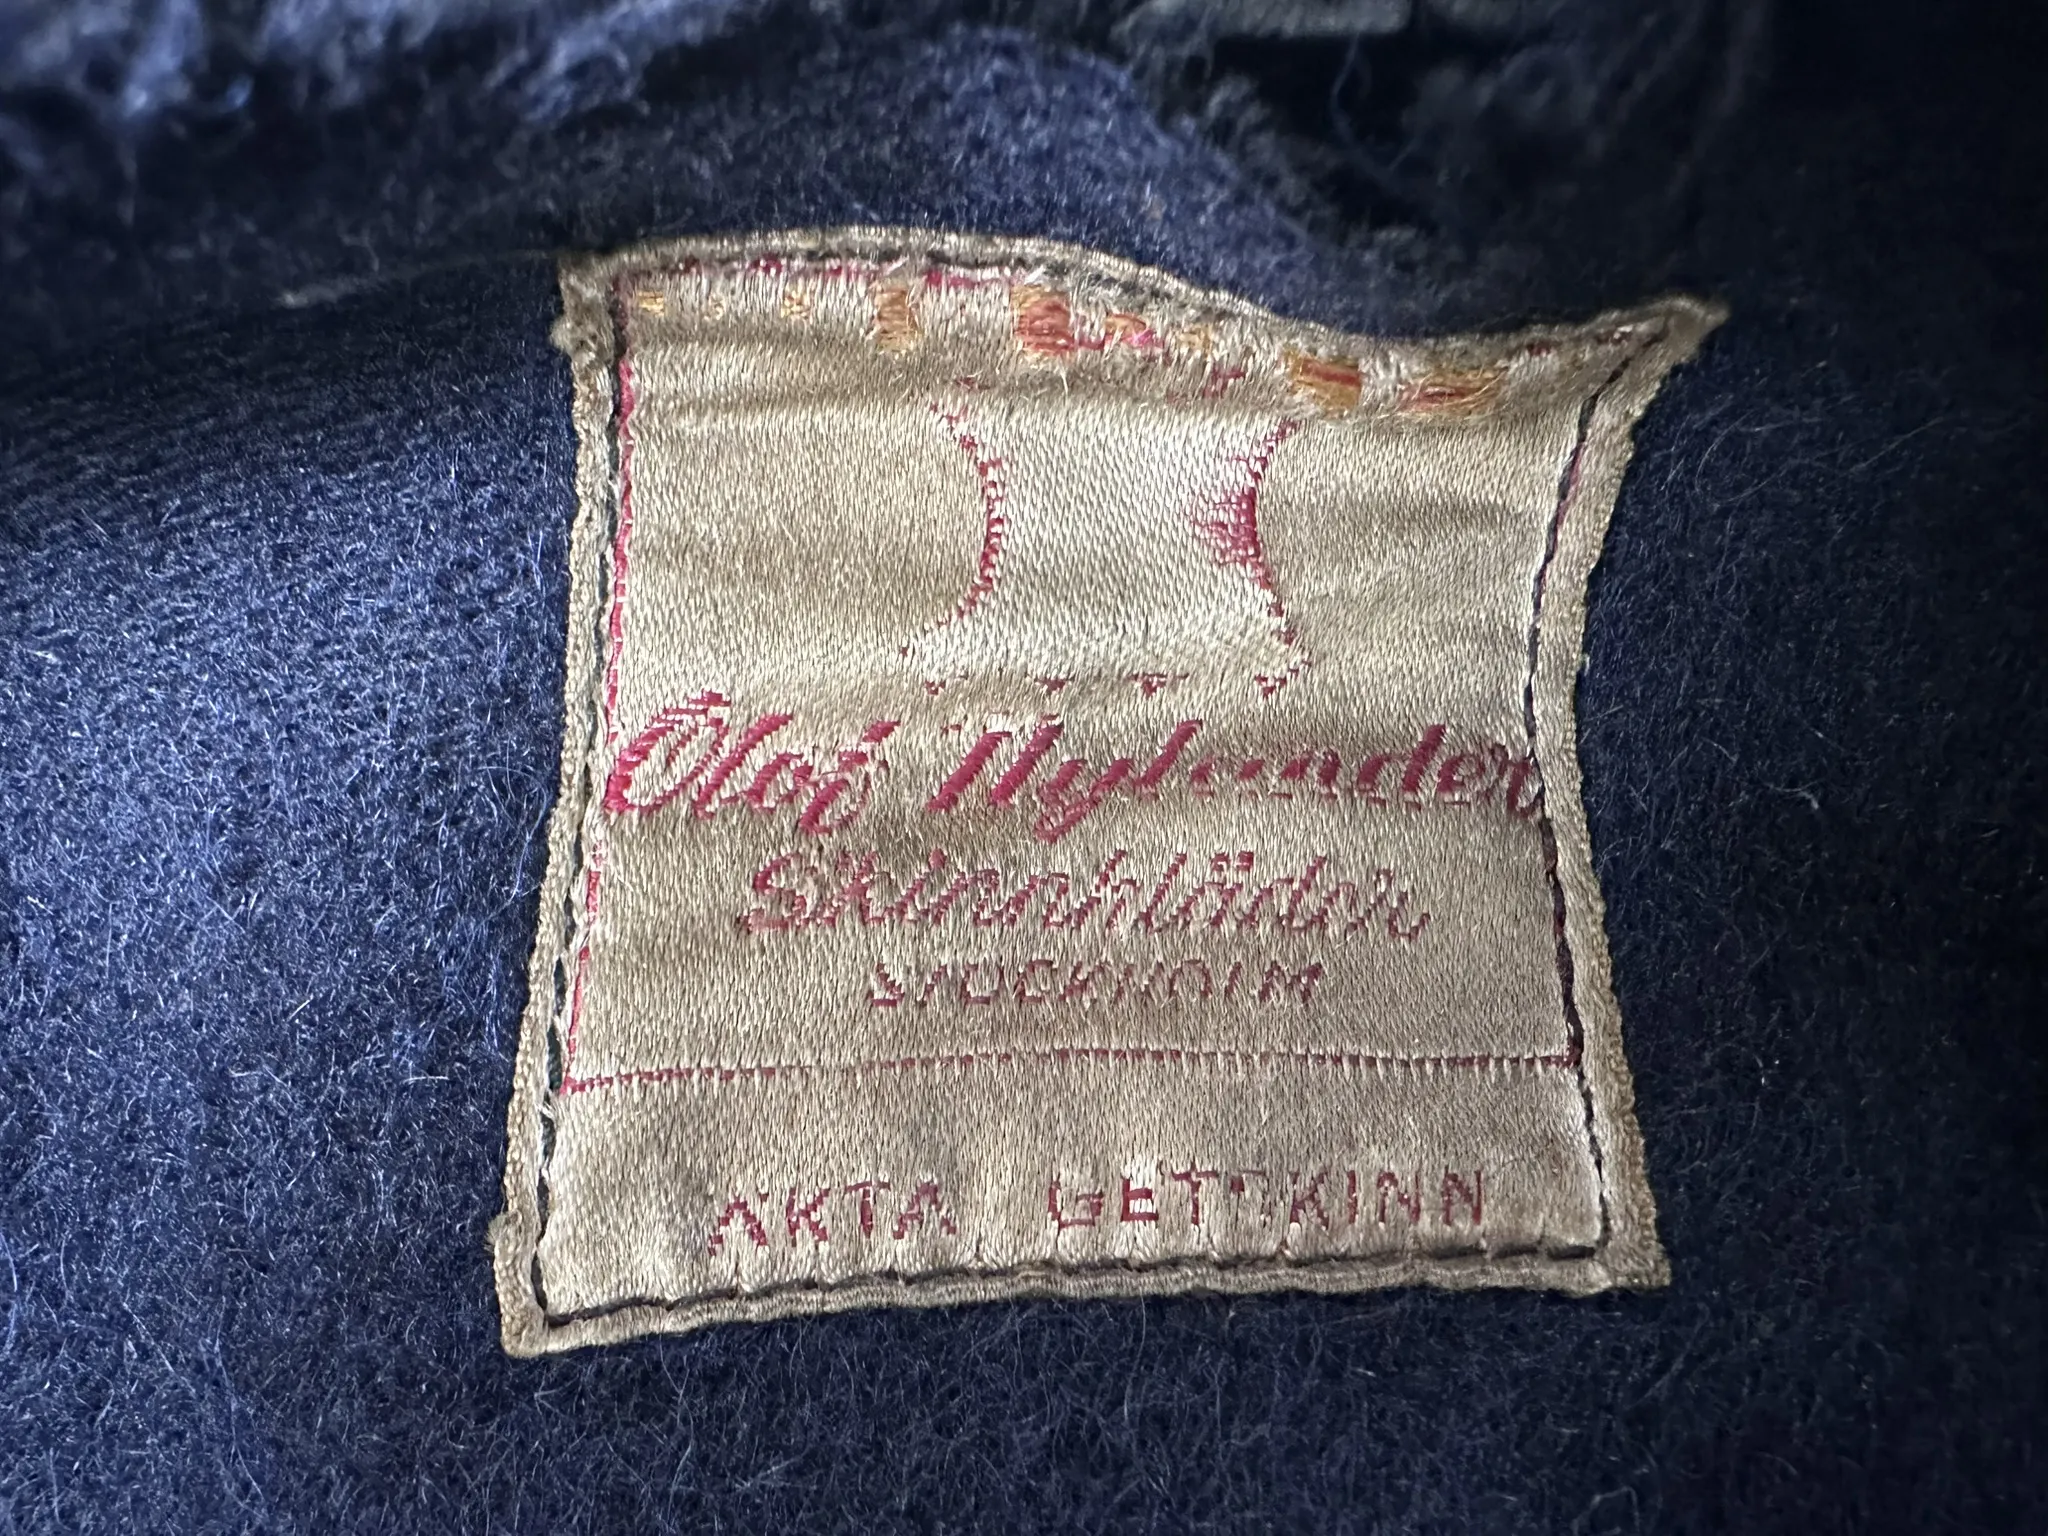 Olof Nylander
Skinnkläder
STOCKHOLM
ÄKTA GETSKINN